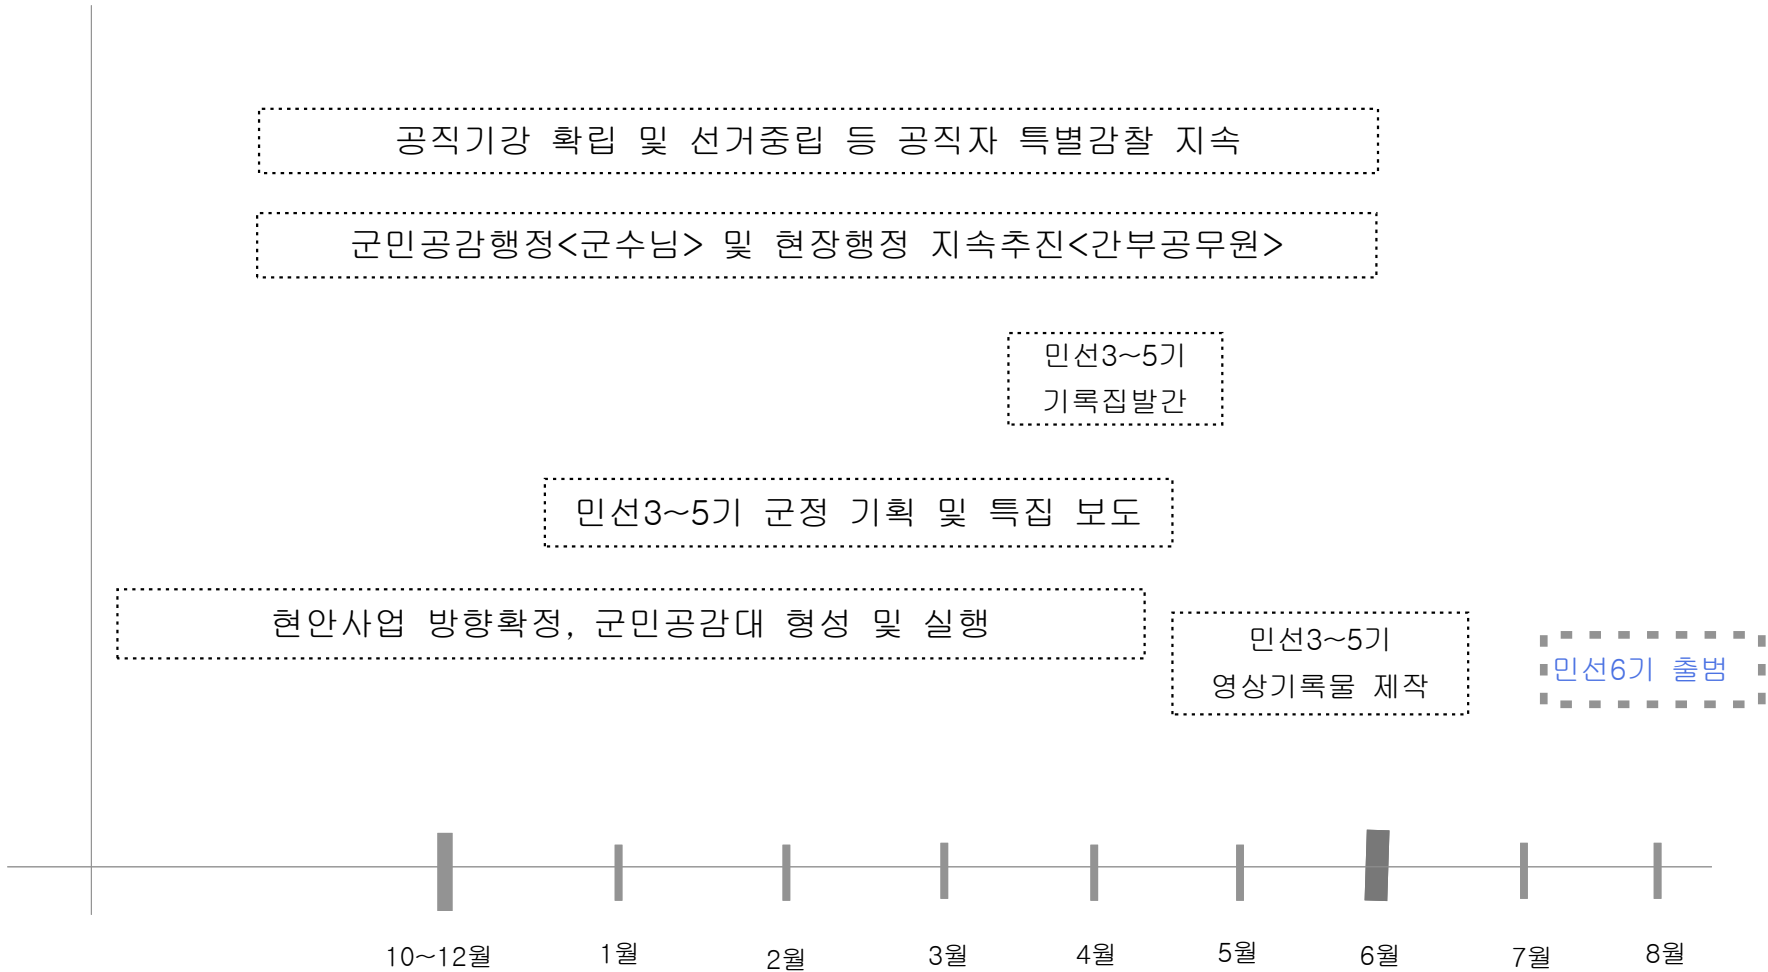 공직기강 확립 및 선거중립 등 공직자 특별감찰 지속
군민공감행정<군수님> 및 현장행정 지속추진<간부공무원>
민선3~5기
기록집발간
민선3~5기 군정 기획 및 특집 보도
현안사업 방향확정, 군민공감대 형성 및 실행
민선3~5기
영상기록물 제작
민선6기 출범
10~12월
1월
2월
3월
4월
5월
6월
7월
8월